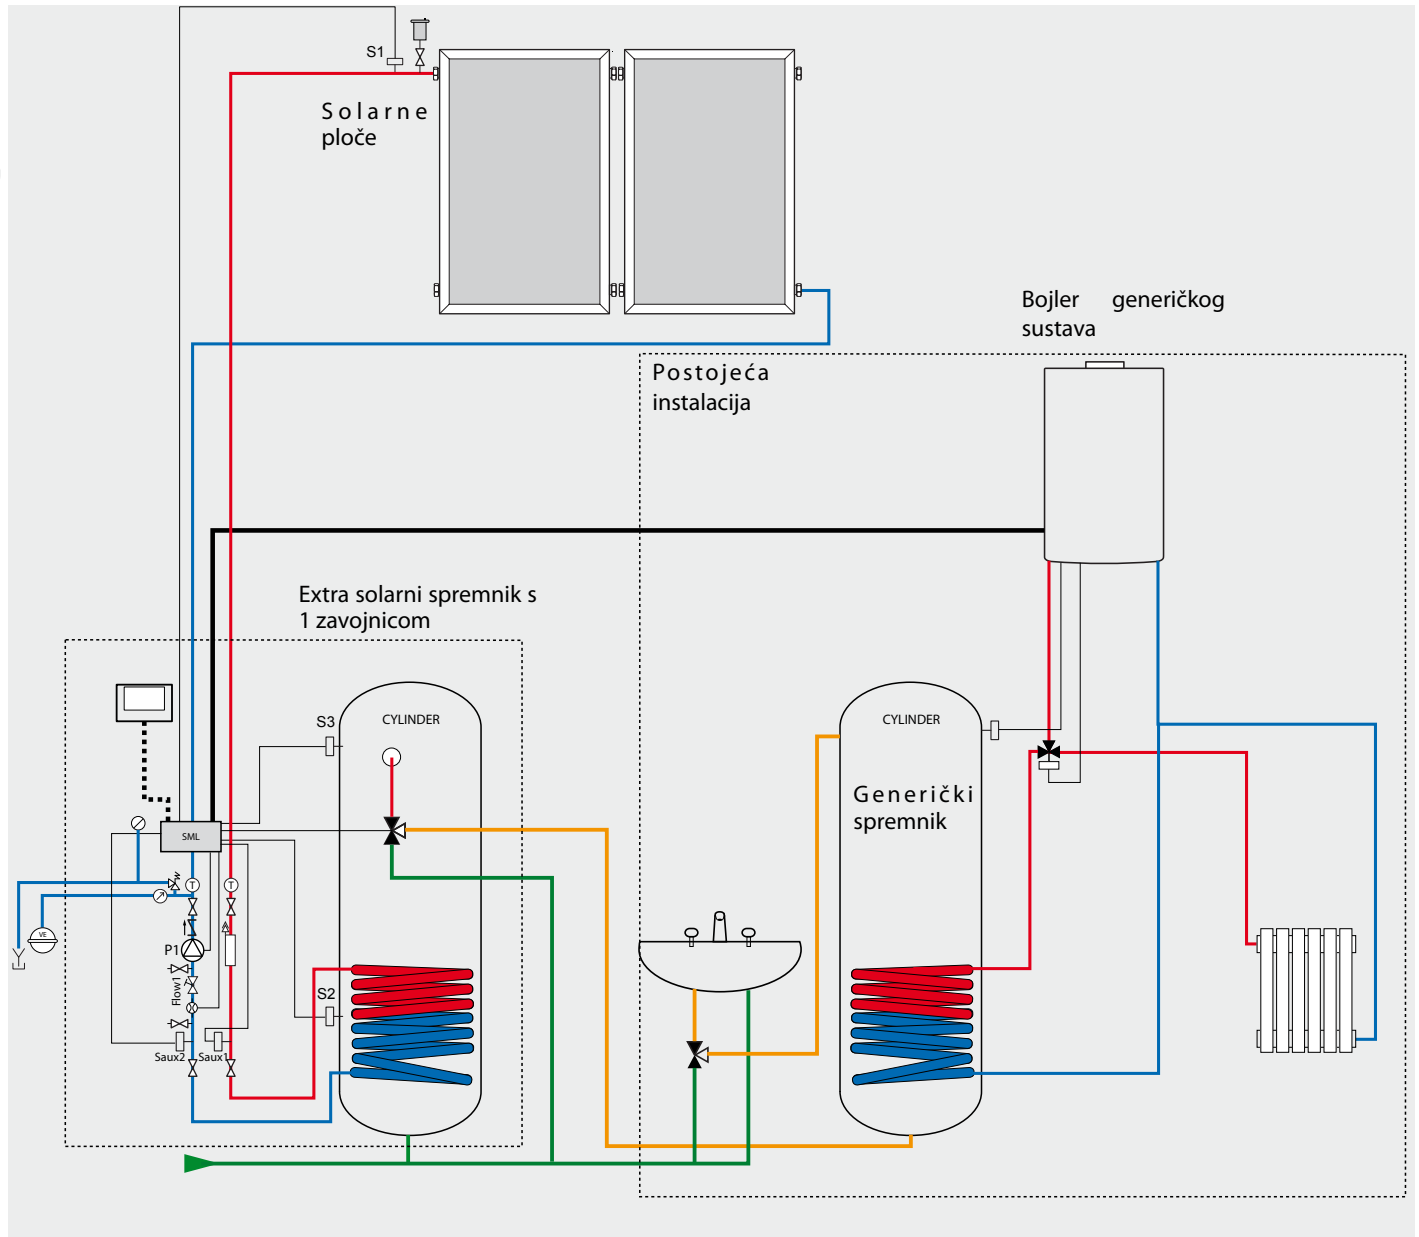 S1
Solarne
ploče
Bojler generičkog
sustava
Postojeća
instalacija
Extra solarni spremnik s
1 zavojnicom
S3
CYLINDER
CYLINDER
Generički
spremnik
SML
T
T
VE
P1
Flow1
S2
Saux2
Saux1